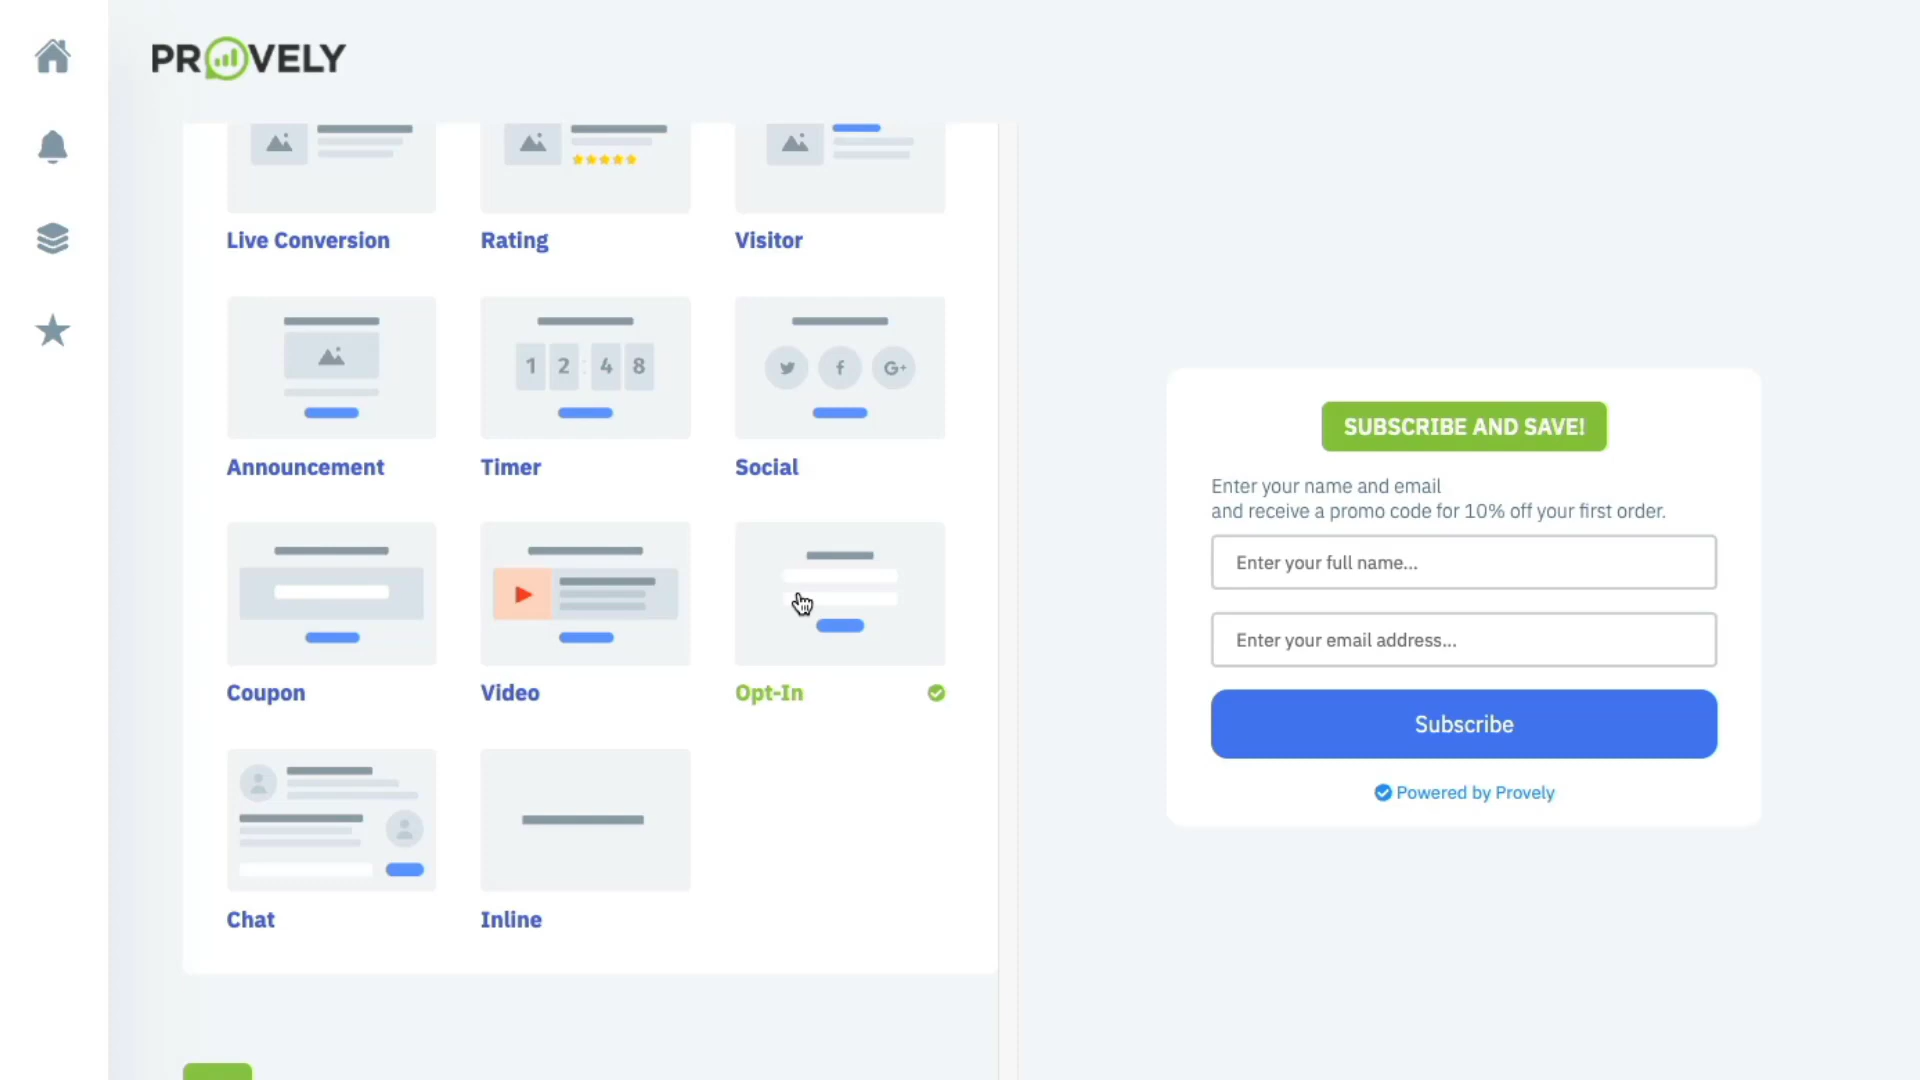 PROVELY
Live Conversion
Rating
Visitor
1 2 : 4 8
f
G+
Announcement
Timer
Social
Coupon
Video
Opt-In
Chat
Inline
SUBSCRIBE AND SAVE!
Enter your name and email
and receive a promo code for 10% off your first order.
Enter your full name...
Enter your email address...
Subscribe
Powered by Provely